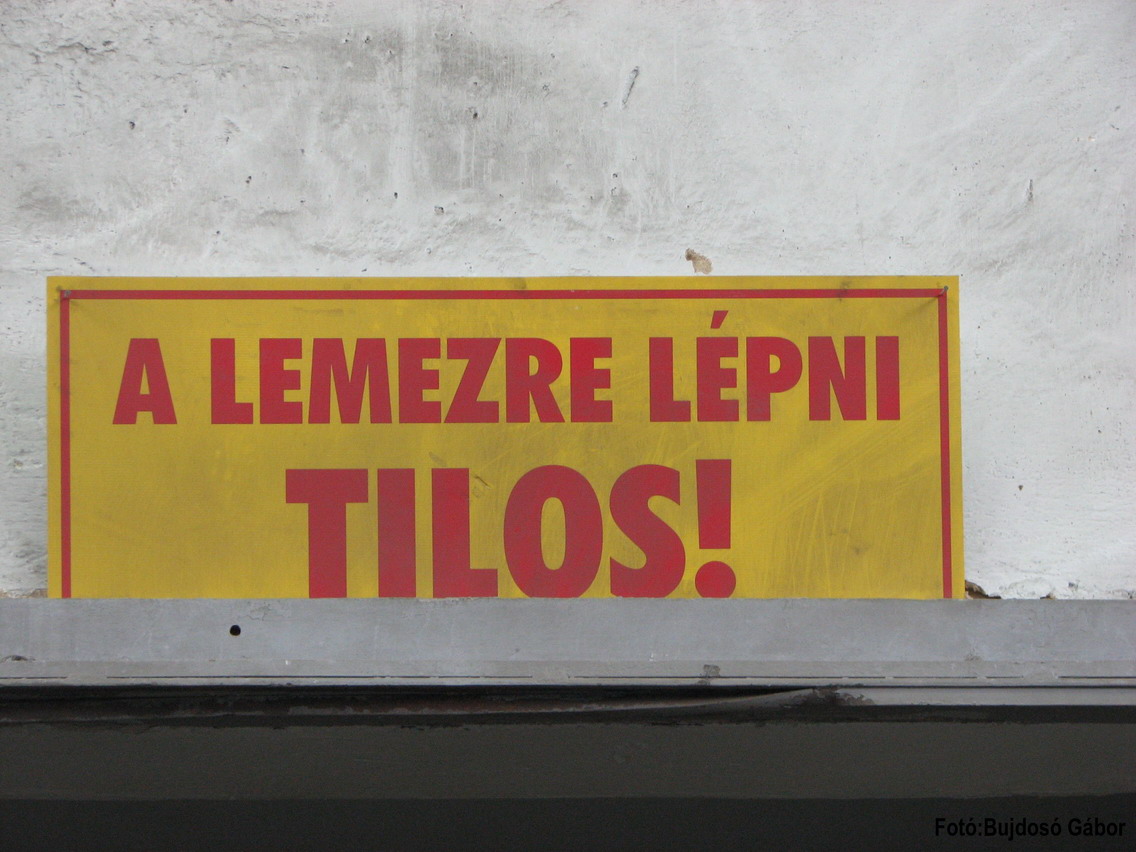 A LEMEZRE LÉPNI
TILOS!
Fotó:Bujdosó Gábor